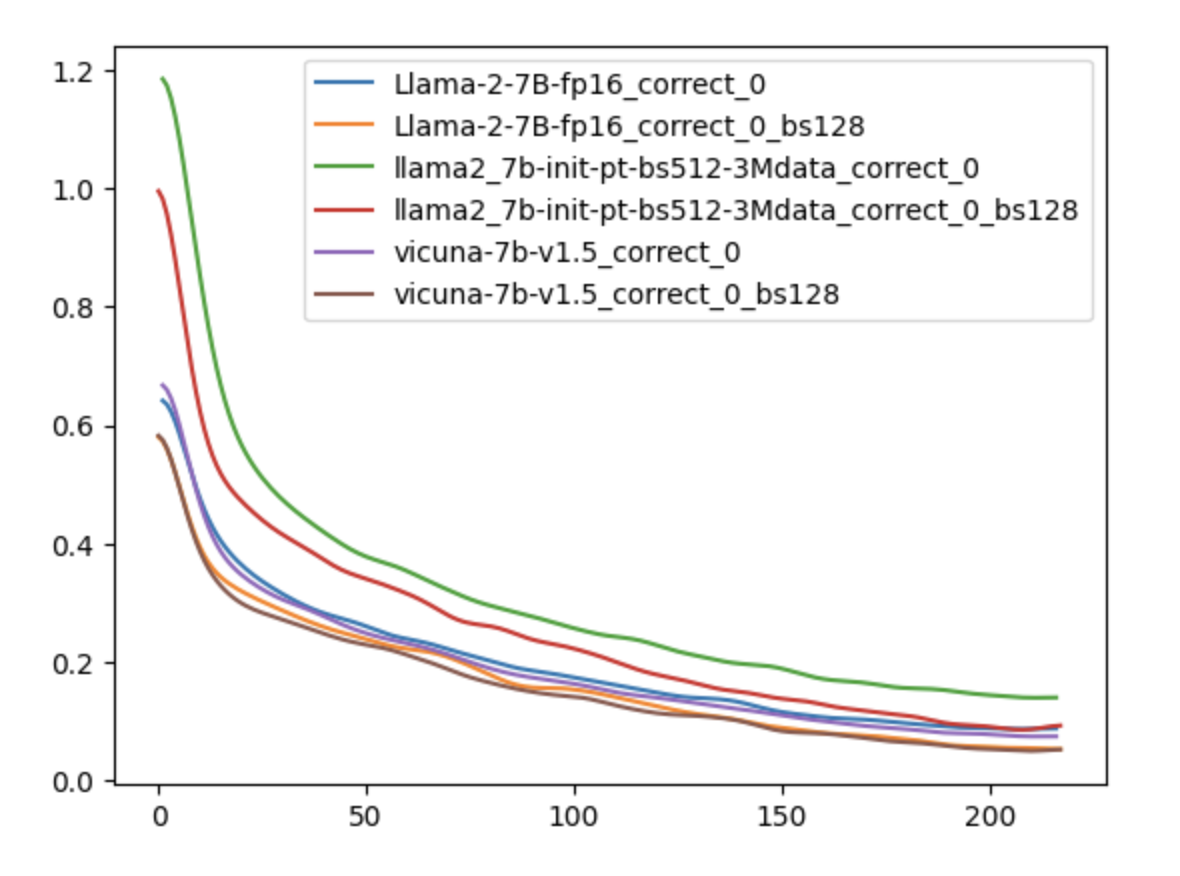 1.2
1.0
0.8
0.6
0.4
0.2
0.0
Llama-2-7B-fp16_correct_0
Llama-2-7B-fp16_correct_0_bs128
llama2_7b-init-pt-bs512-3Mdata_correct_0
llama2_7b-init-pt-bs512-3Mdata_correct_0_bs128
vicuna-7b-v1.5_correct_0
vicuna-7b-v1.5_correct_0_bs128
0 50 100 150 200